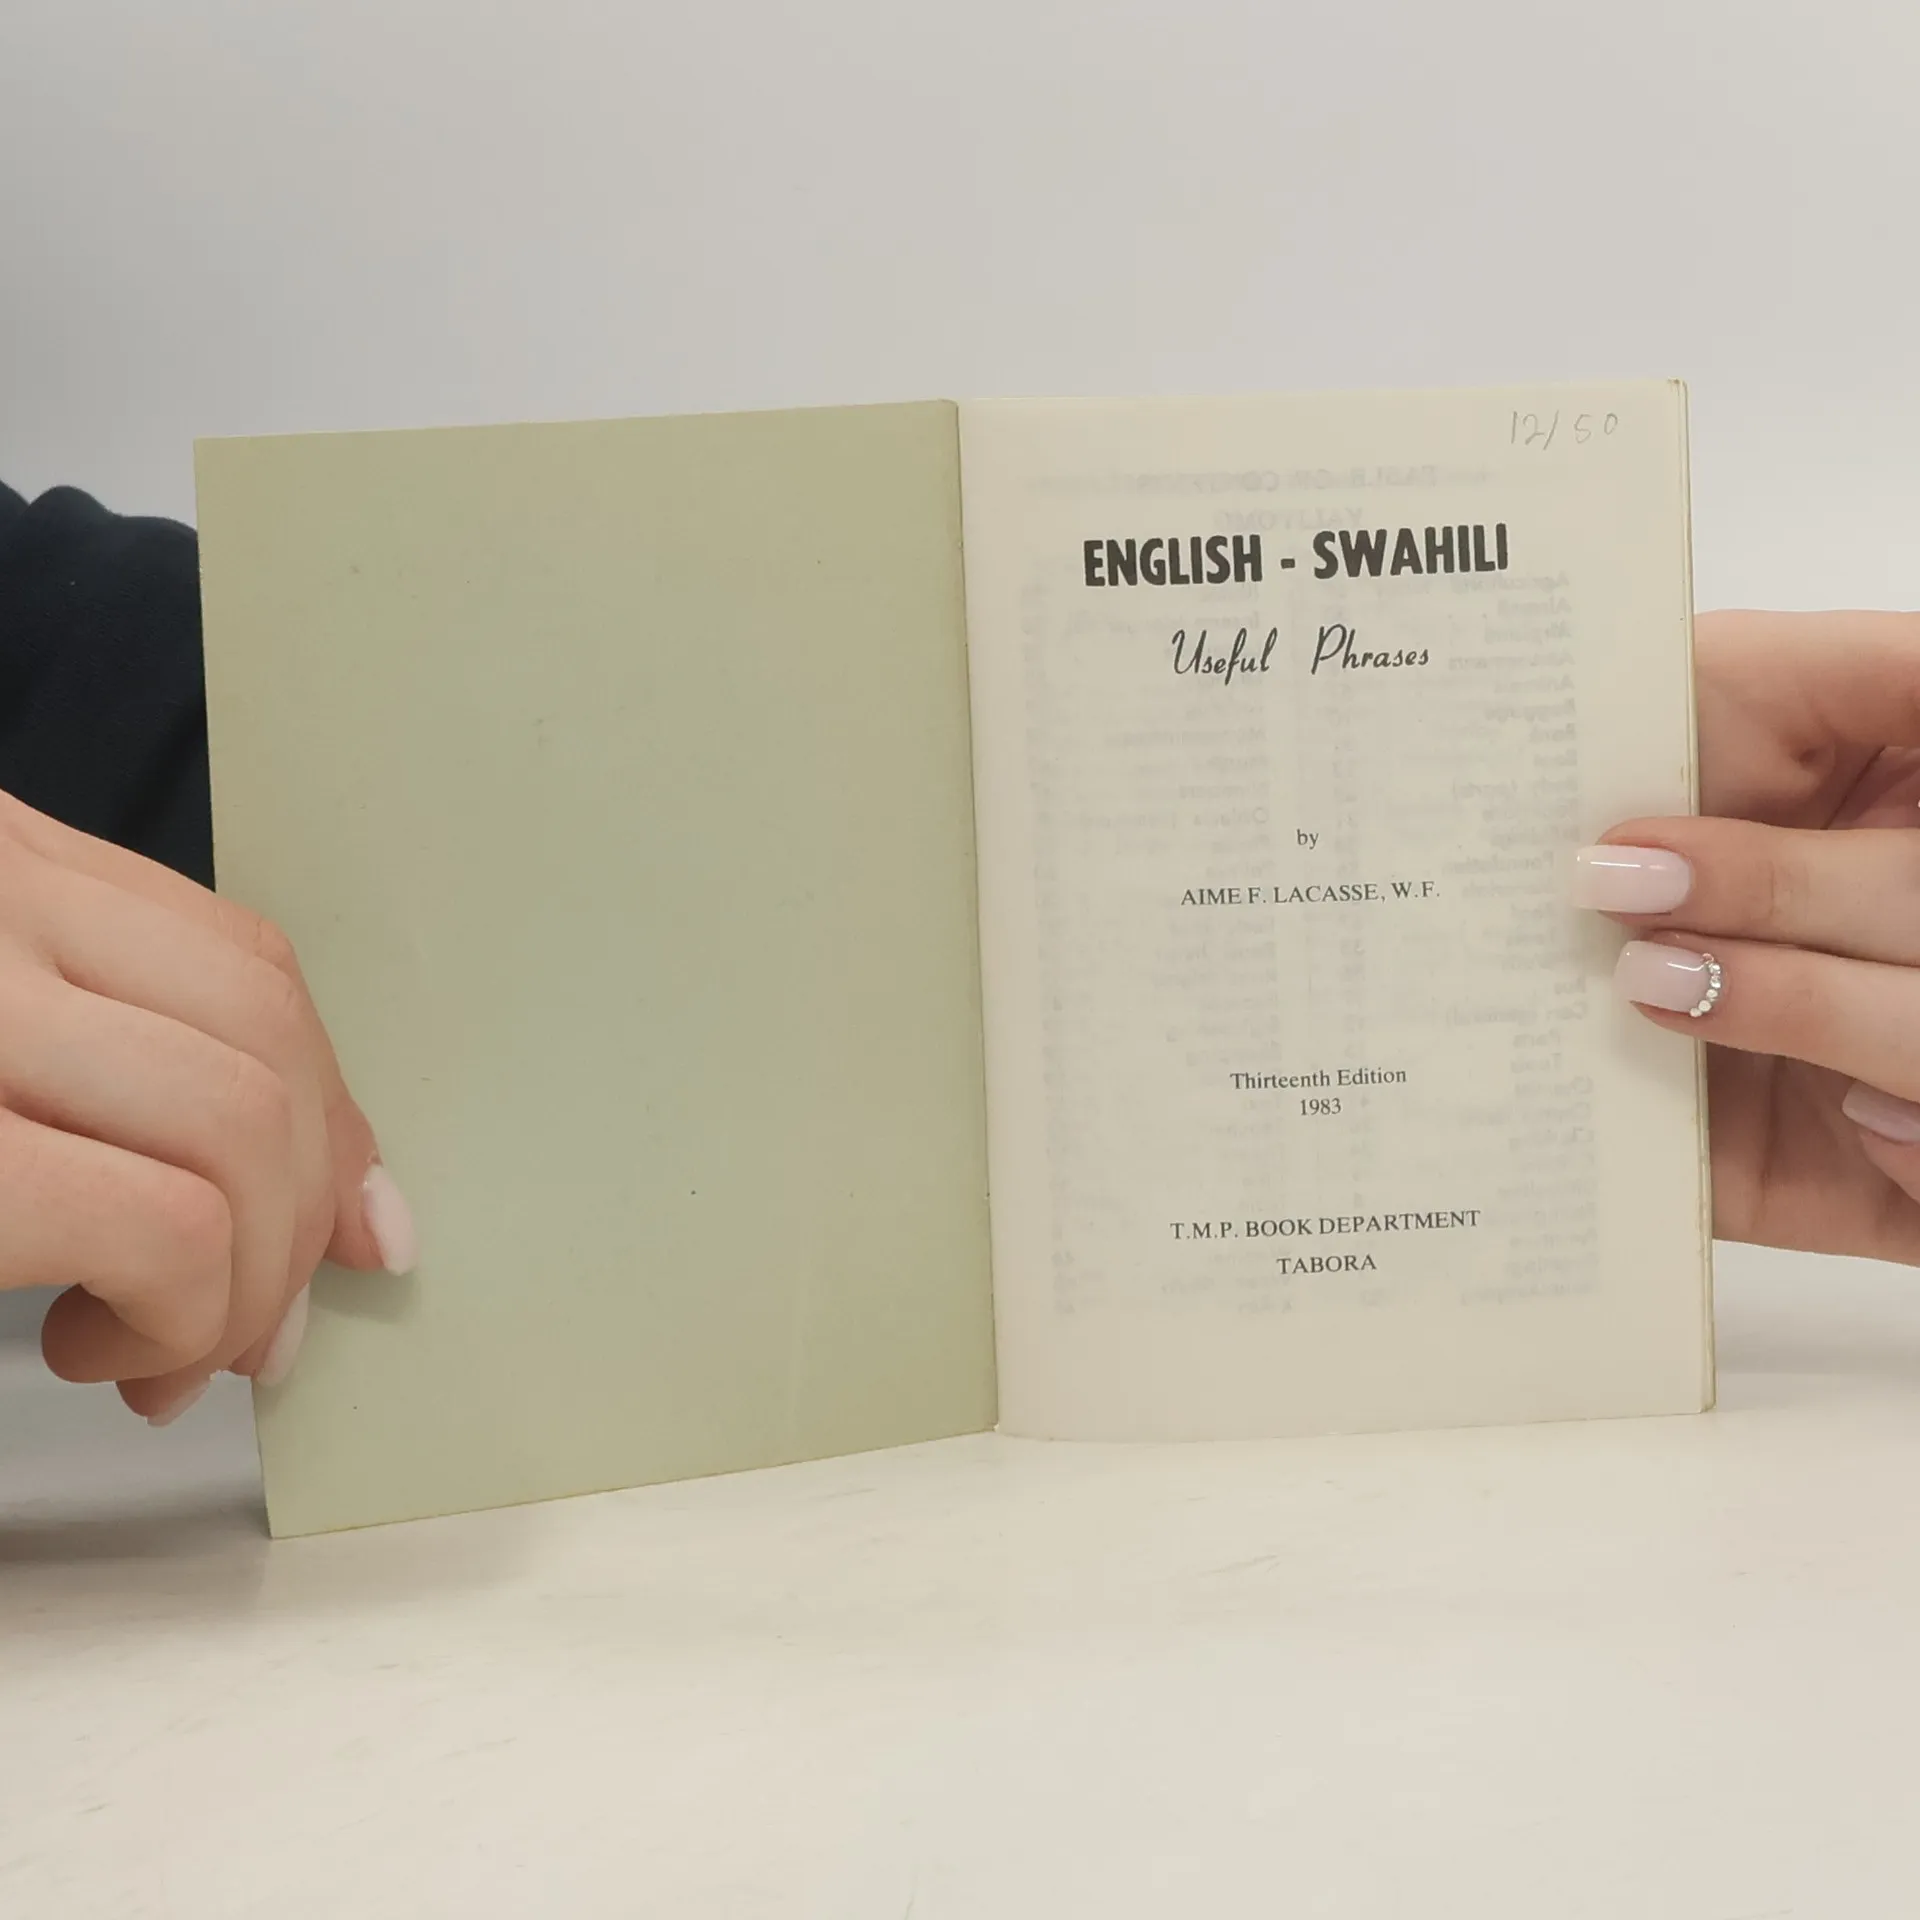 12/50
ENGLISH - SWAHILI
Useful Phrases
by
AIME F. LACASSE, W.F.
Thirteenth Edition
1983
T.M.P. BOOK DEPARTMENT
TABORA